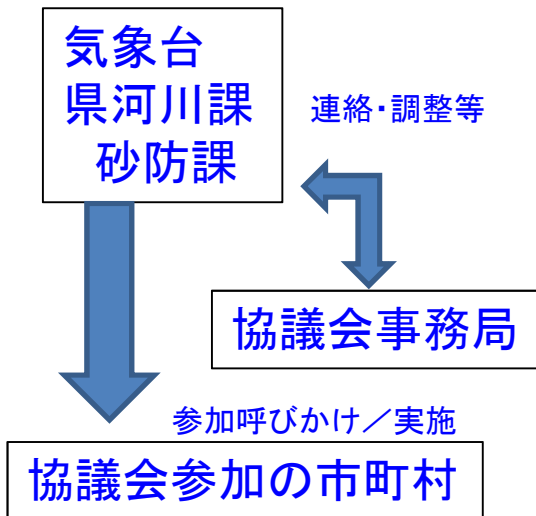 気象台
県河川課
砂防課
連絡・調整等
協議会事務局
参加呼びかけ／実施
協議会参加の市町村